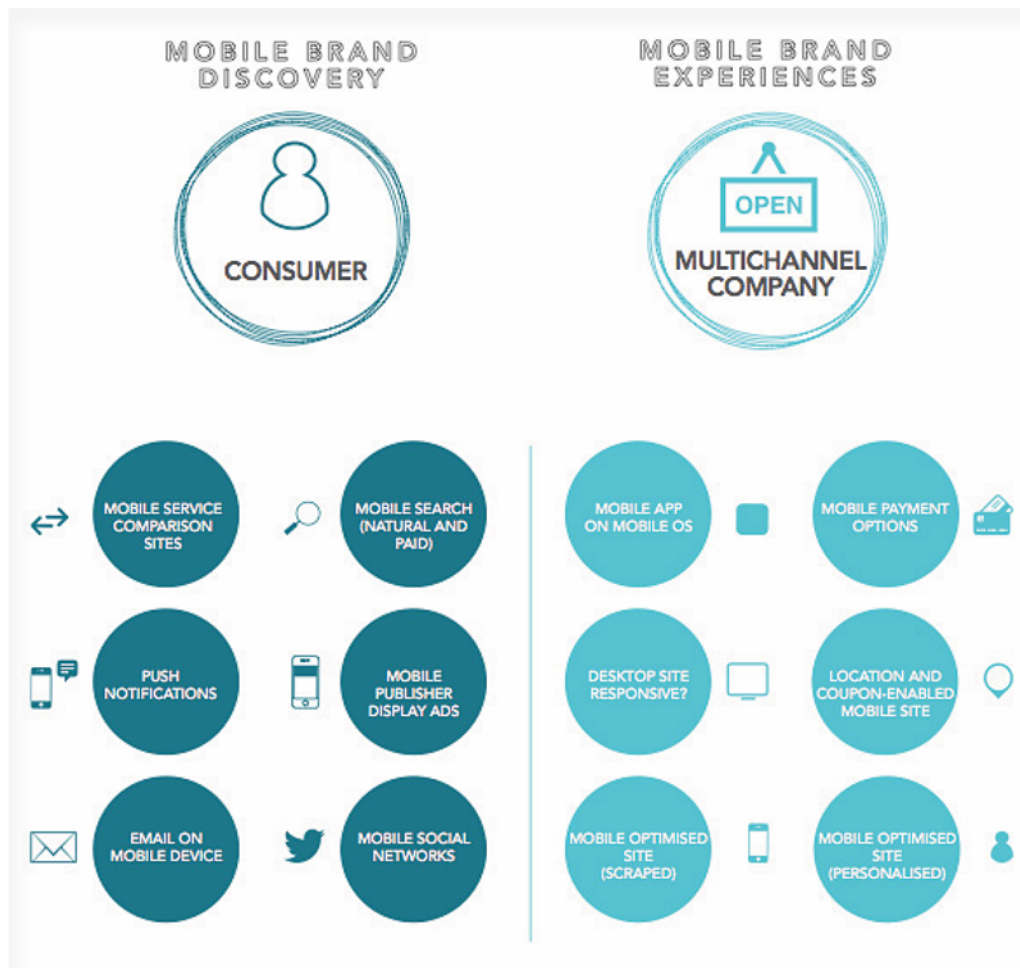 MOBILE BRAND
DISCOVERY
CONSUMER
MOBILE BRAND
EXPERIENCES
OPEN
MULTICHANNEL
COMPANY
MOBILE SERVICE
COMPARISON
SITES
MOBILE SEARCH
(NATURAL AND
PAID)
PUSH
NOTIFICATIONS
MOBILE
PUBLISHER
DISPLAY ADS
EMAIL ON
MOBILE DEVICE
MOBILE SOCIAL
NETWORKS
MOBILE APP
ON MOBILE OS
MOBILE PAYMENT
OPTIONS
DESKTOP SITE
RESPONSIVE?
LOCATION AND
COUPON-ENABLED
MOBILE SITE
MOBILE OPTIMISED
SITE
(SCRAPED)
MOBILE OPTIMISED
SITE
(PERSONALISED)